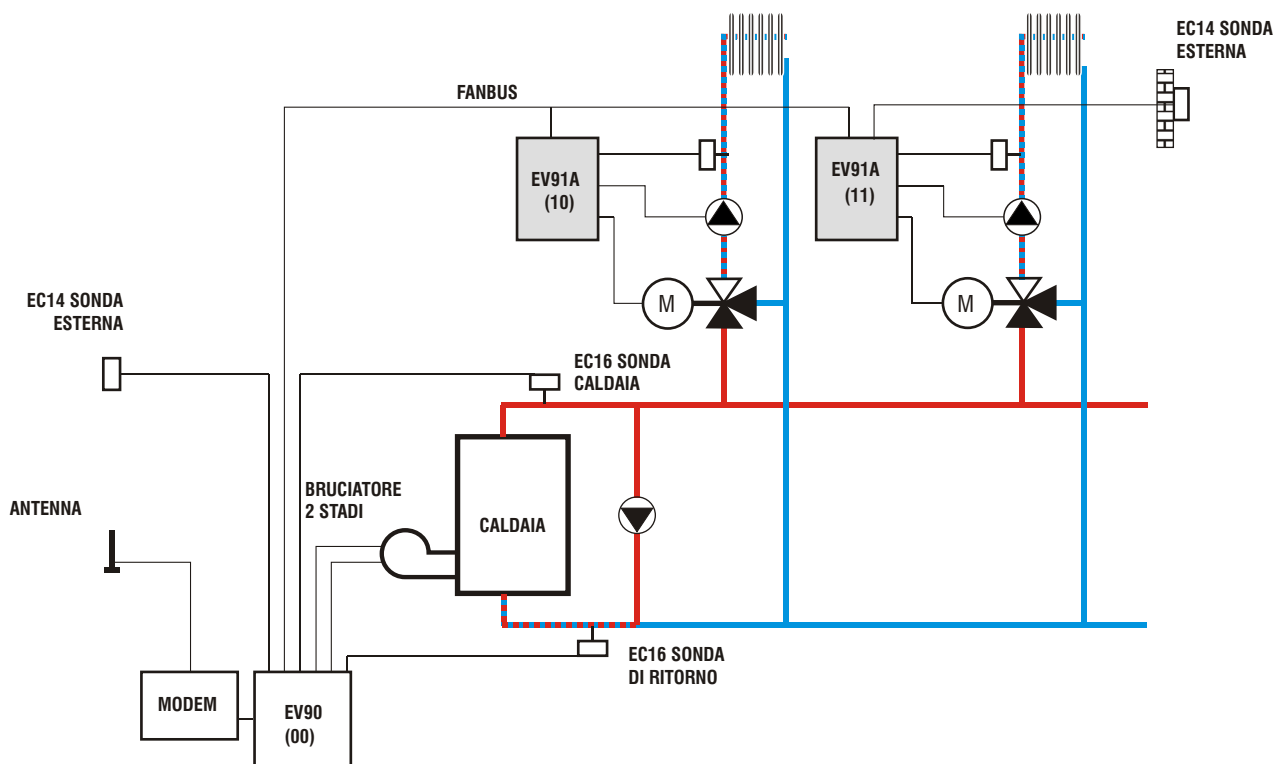 EC14 SONDA
ESTERNA
FANBUS
EV91A
(10)
EV91A
(11)
EC14 SONDA
ESTERNA
M
M
EC16 SONDA
CALDAIA
BRUCIATORE
2 STADI
ANTENNA
CALDAIA
EC16 SONDA
DI RITORNO
MODEM
EV90
(00)